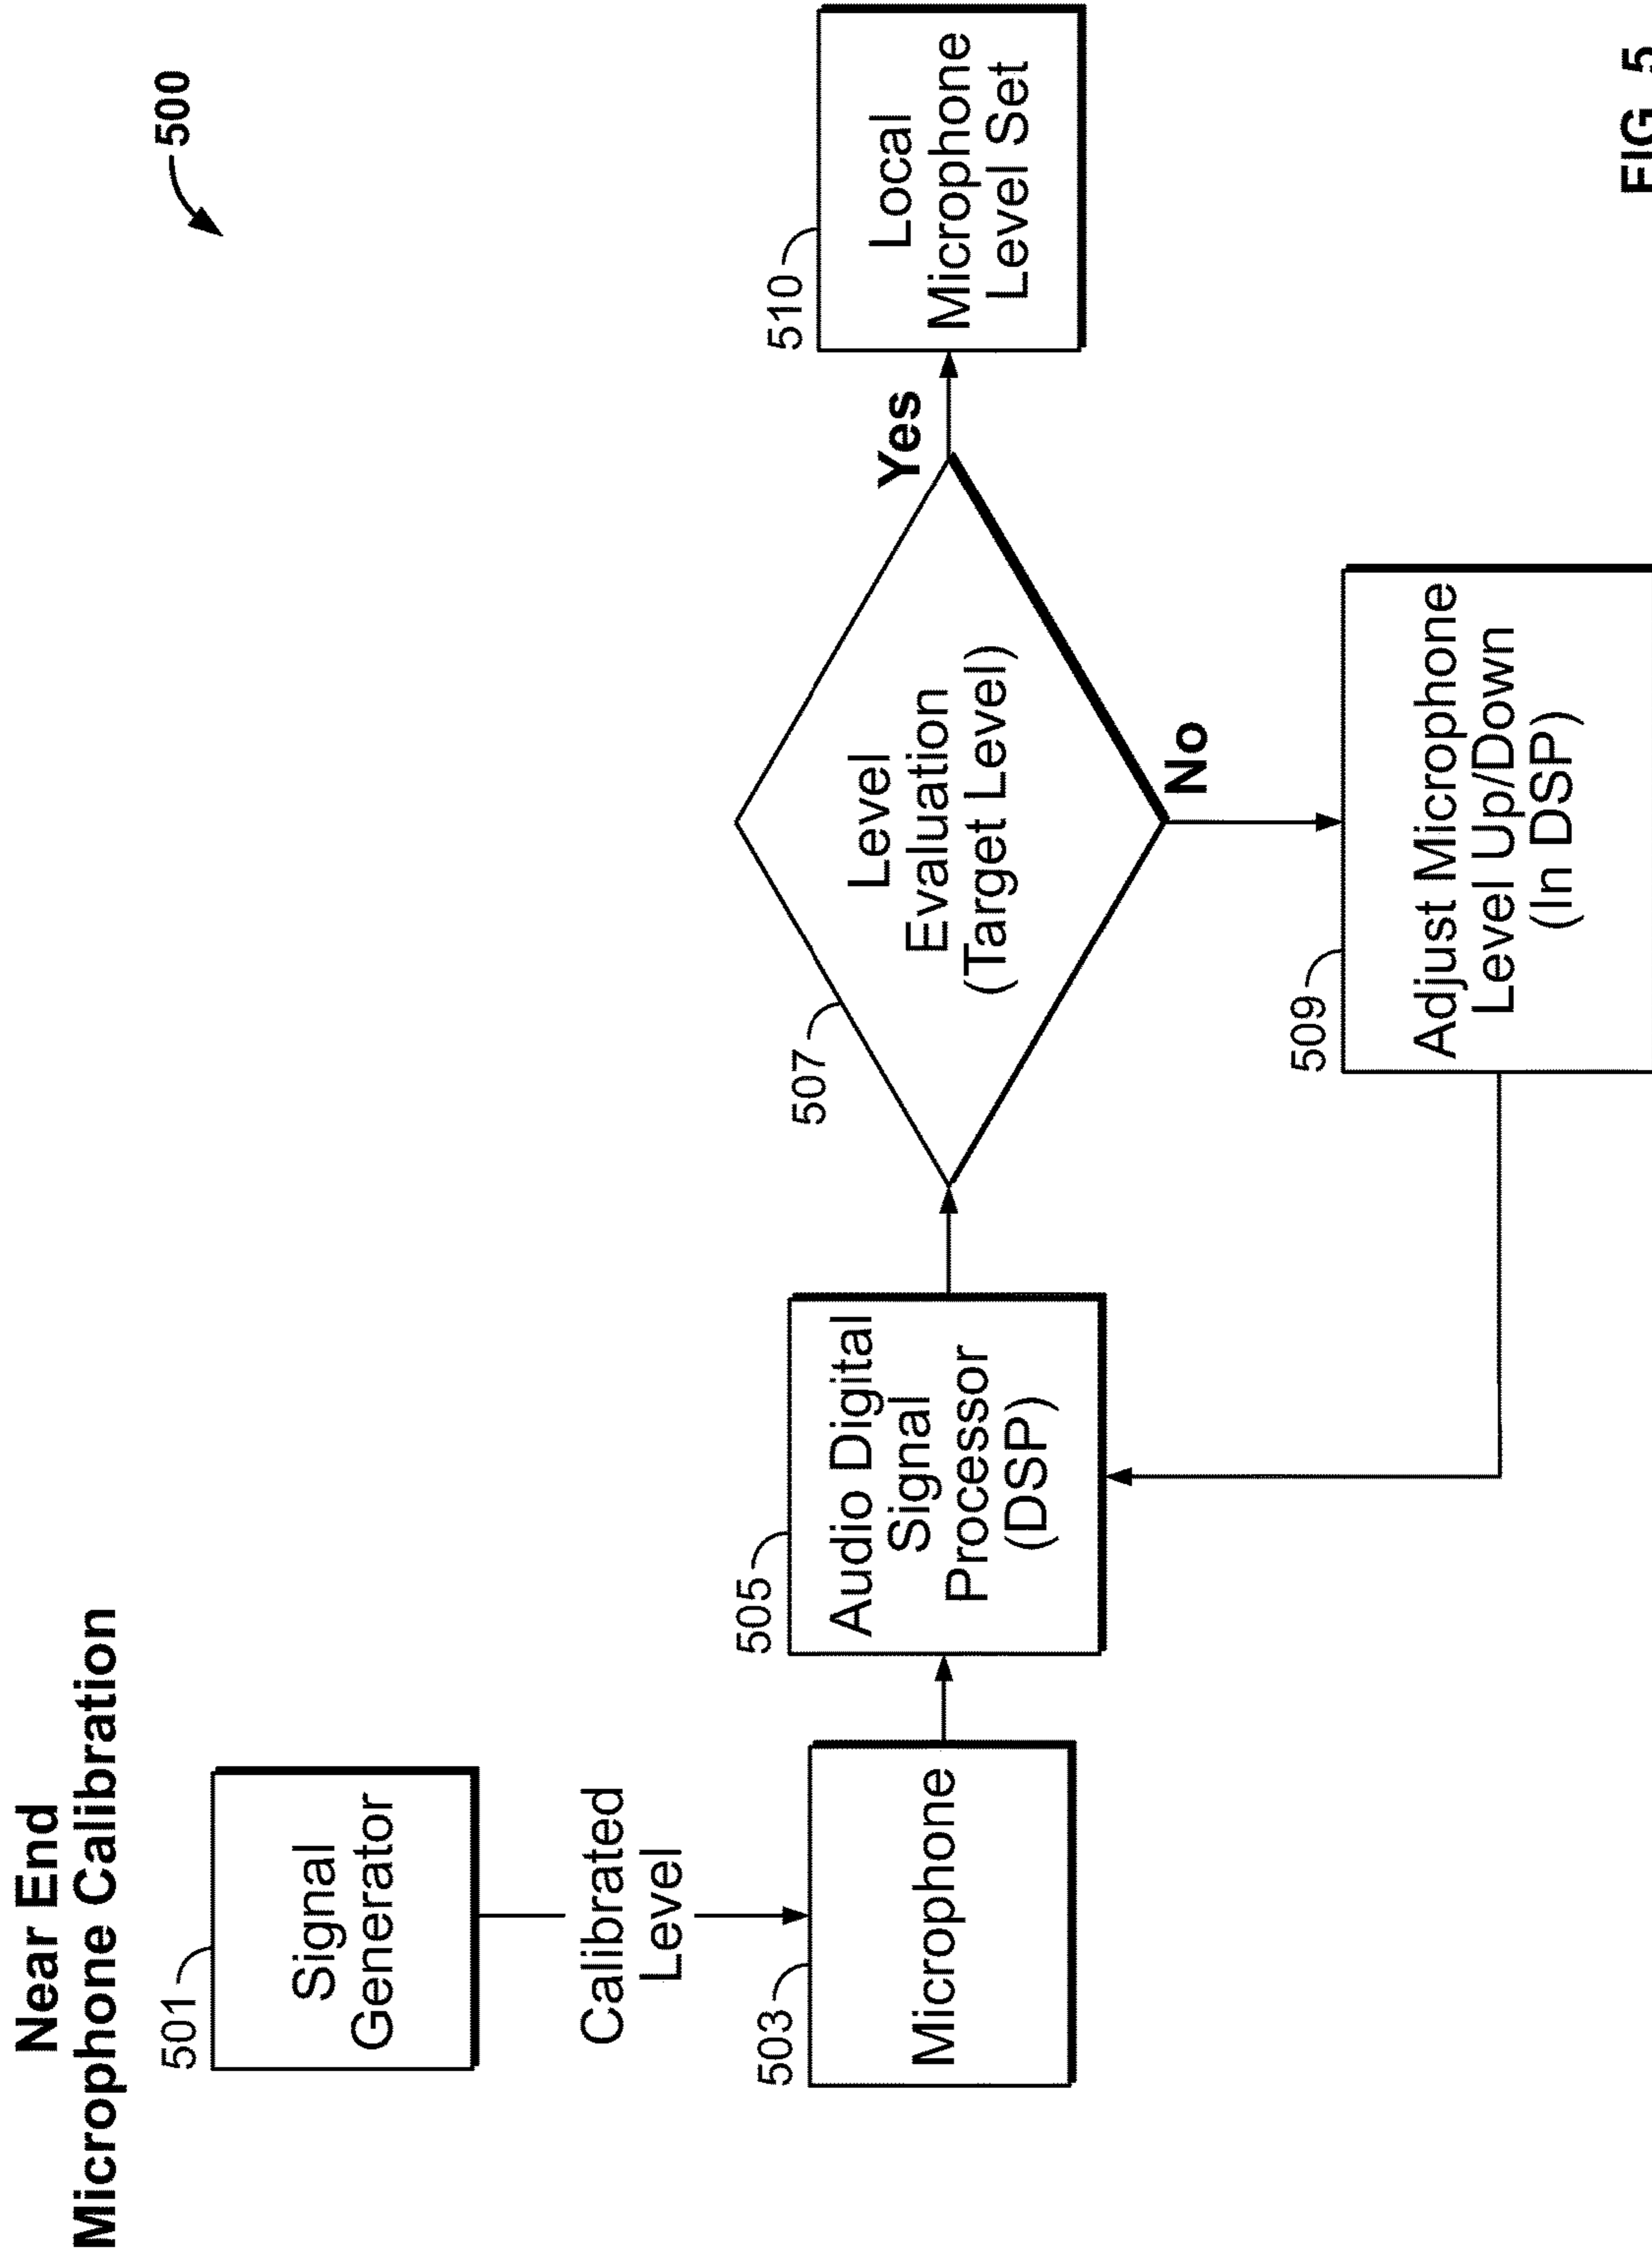 Near End
Microphone Calibration
500
501
Signal
Generator
Calibrated
Level
503
Microphone
505
Audio Digital
Signal
Processor
(DSP)
507
Level
Evaluation
(Target Level)
Yes
No
510
Local
Microphone
Level Set
509
Adjust Microphone
Level Up/Down
(In DSP)
FIG. 5